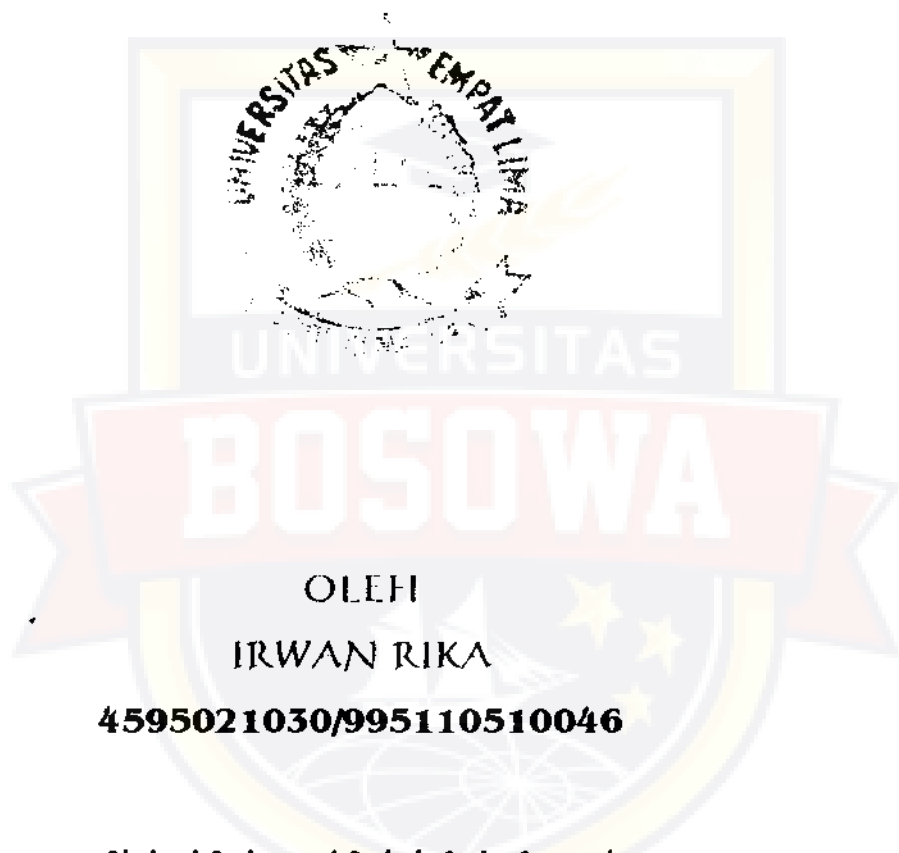 UNIVERSITAS EMPAT LIMA
UNIVERSITAS
BOSOWA
OLEH
IRWAN RIKA
4595021030/995110510046